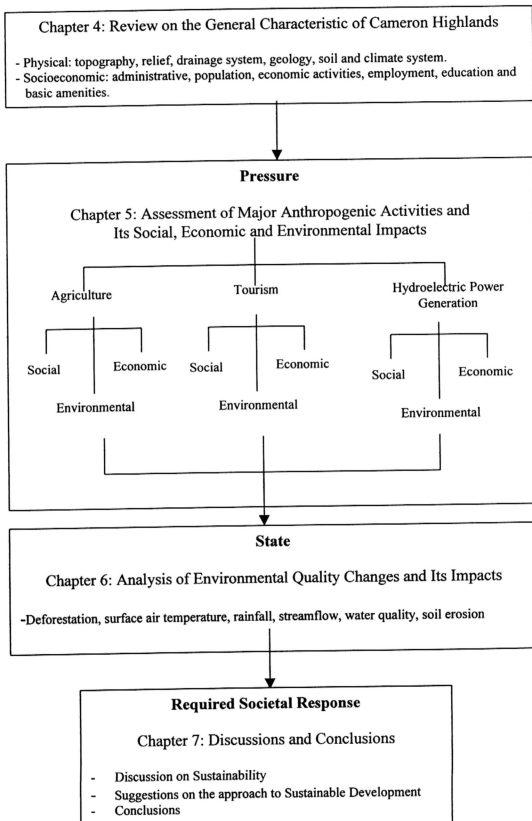 Chapter 4: Review on the General Characteristic of Cameron Highlands
- Physical: topography, relief, drainage system, geology, soil and climate system.
- Socioeconomic: administrative, population, economic activities, employment, education and
basic amenities.
Pressure
Chapter 5: Assessment of Major Anthropogenic Activities and
Its Social, Economic and Environmental Impacts
Agriculture
Tourism
Hydroelectric Power
Generation
Social
Economic
Environmental
Social
Economic
Environmental
Social
Economic
Environmental
State
Chapter 6: Analysis of Environmental Quality Changes and Its Impacts
-Deforestation, surface air temperature, rainfall, streamflow, water quality, soil erosion
Required Societal Response
Chapter 7: Discussions and Conclusions
- Discussion on Sustainability
- Suggestions on the approach to Sustainable Development
- Conclusions